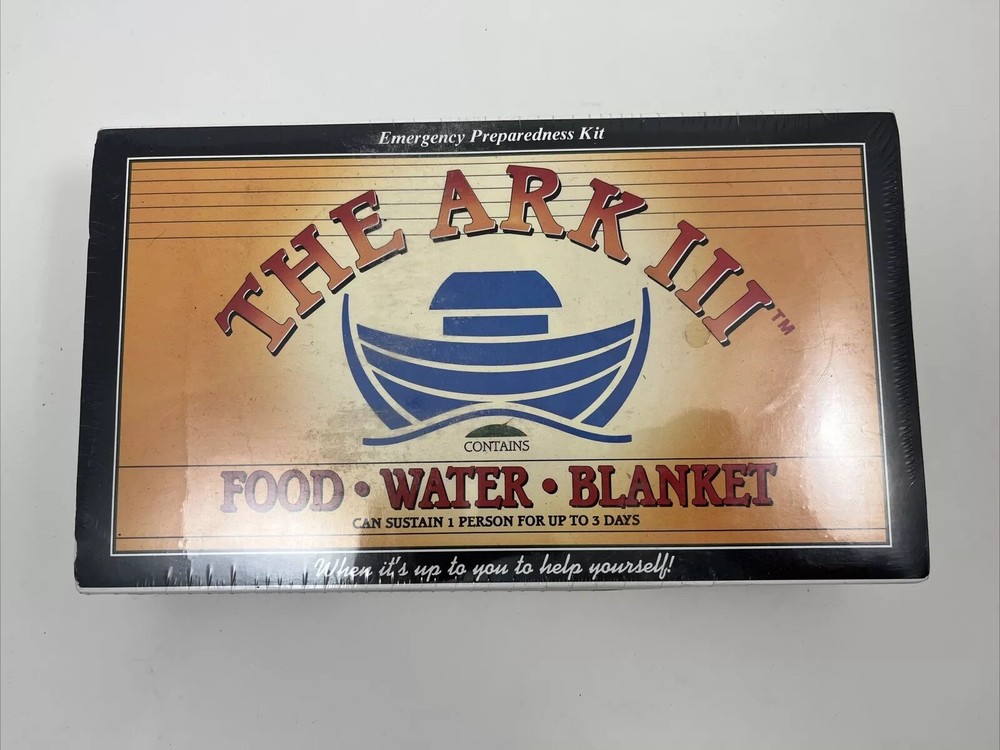 Emergency Preparedness Kit
THE ARK III™
CONTAINS
FOOD • WATER • BLANKET
CAN SUSTAIN 1 PERSON FOR UP TO 3 DAYS
When it's up to you to help yourself!